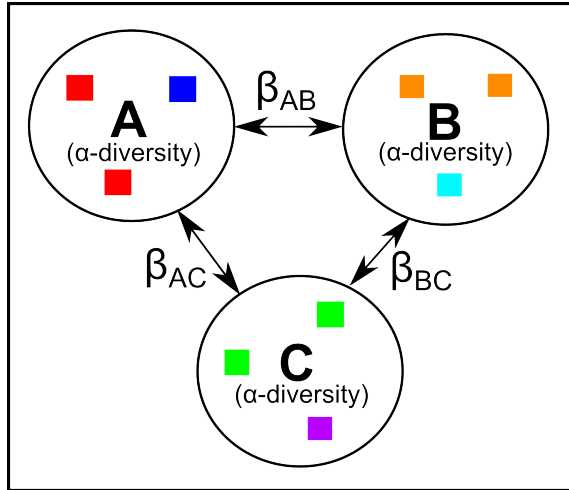 A
(α-diversity)
β_AB
B
(α-diversity)
β_AC
β_BC
C
(α-diversity)